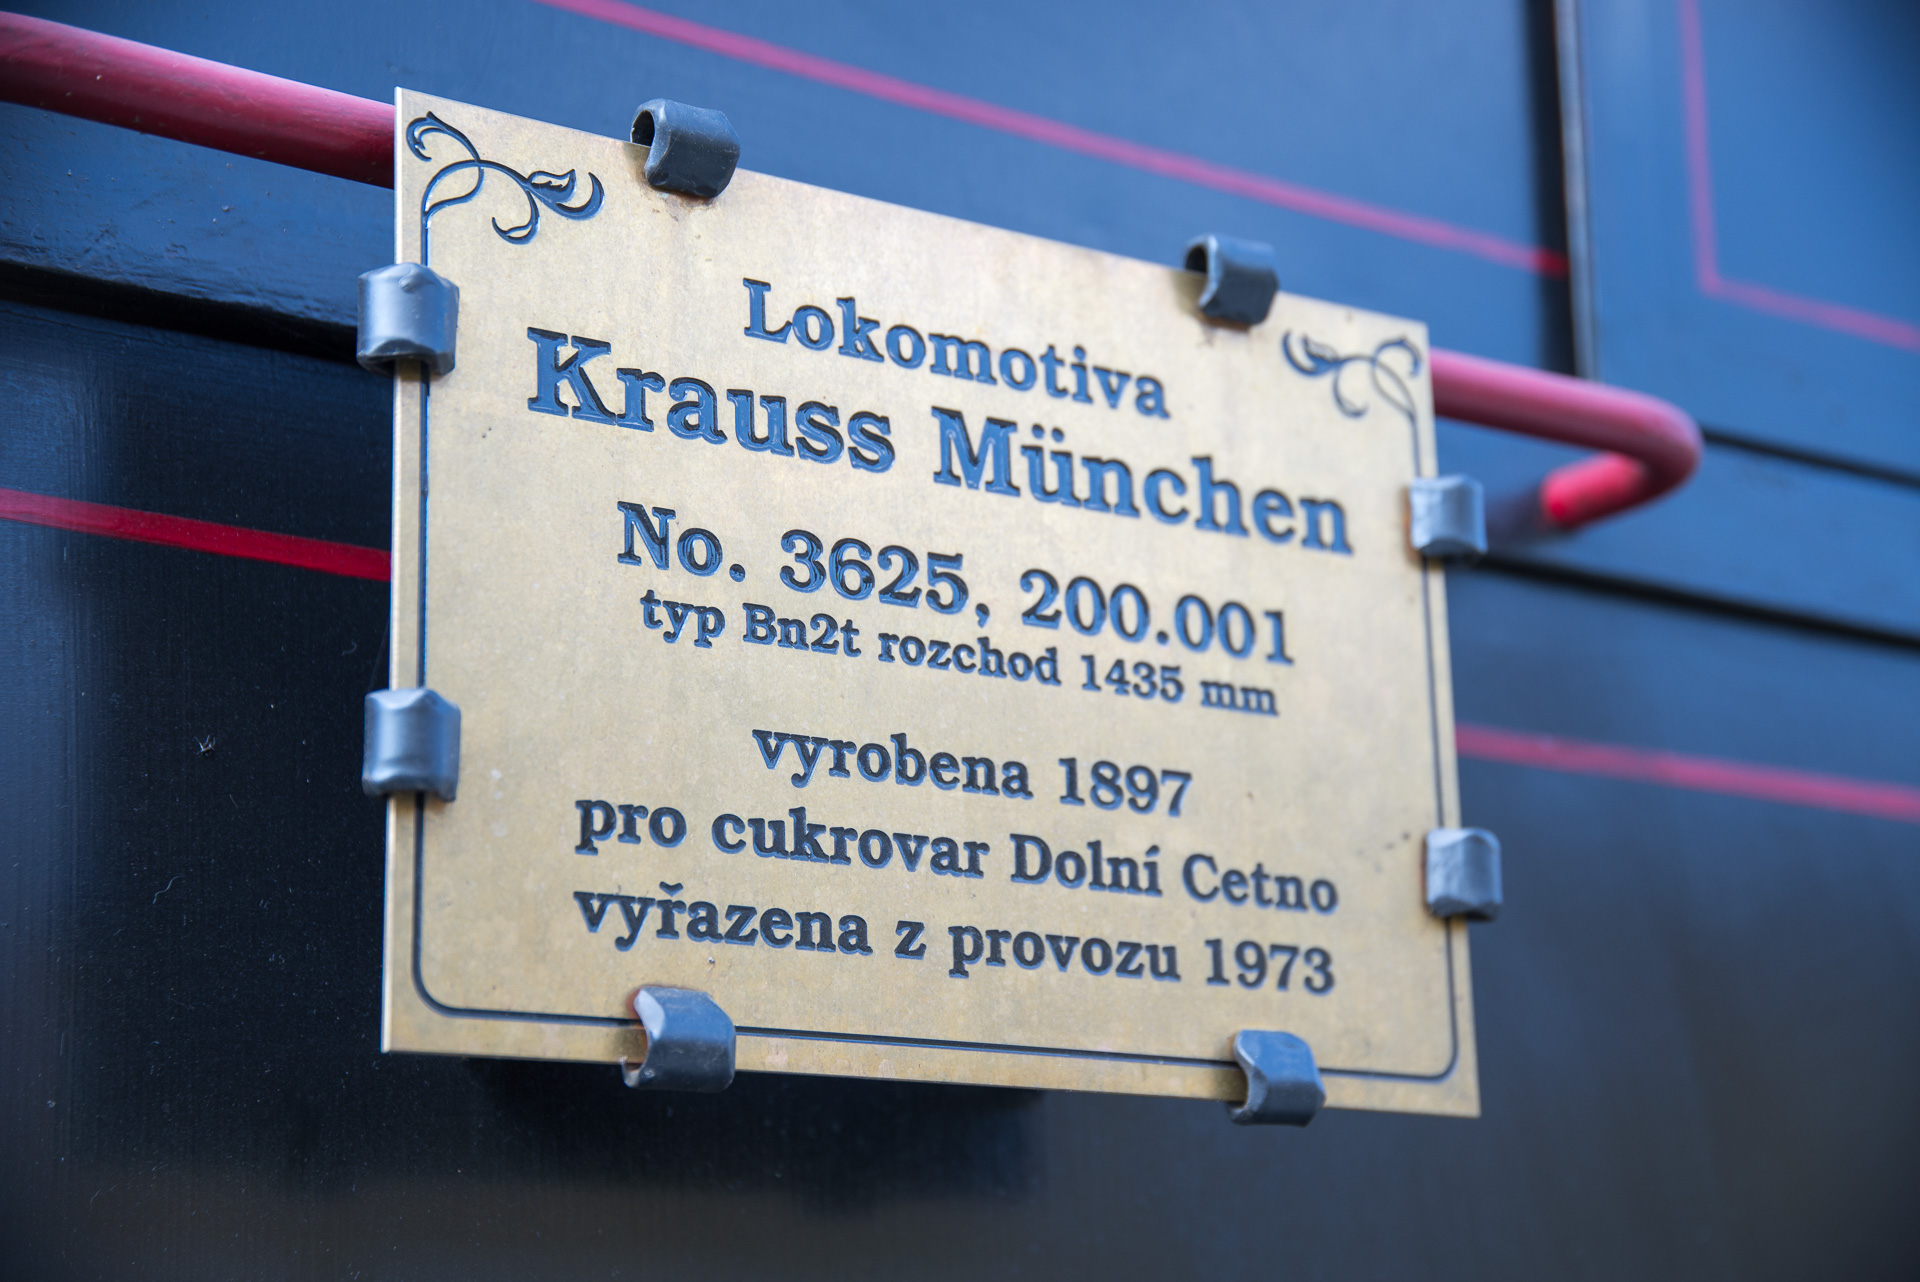 Lokomotiva
Krauss München
No. 3625, 200.001
typ Bn2t rozchod 1435 mm
vyrobena 1897
pro cukrovar Dolní Cetno
vyřazena z provozu 1973